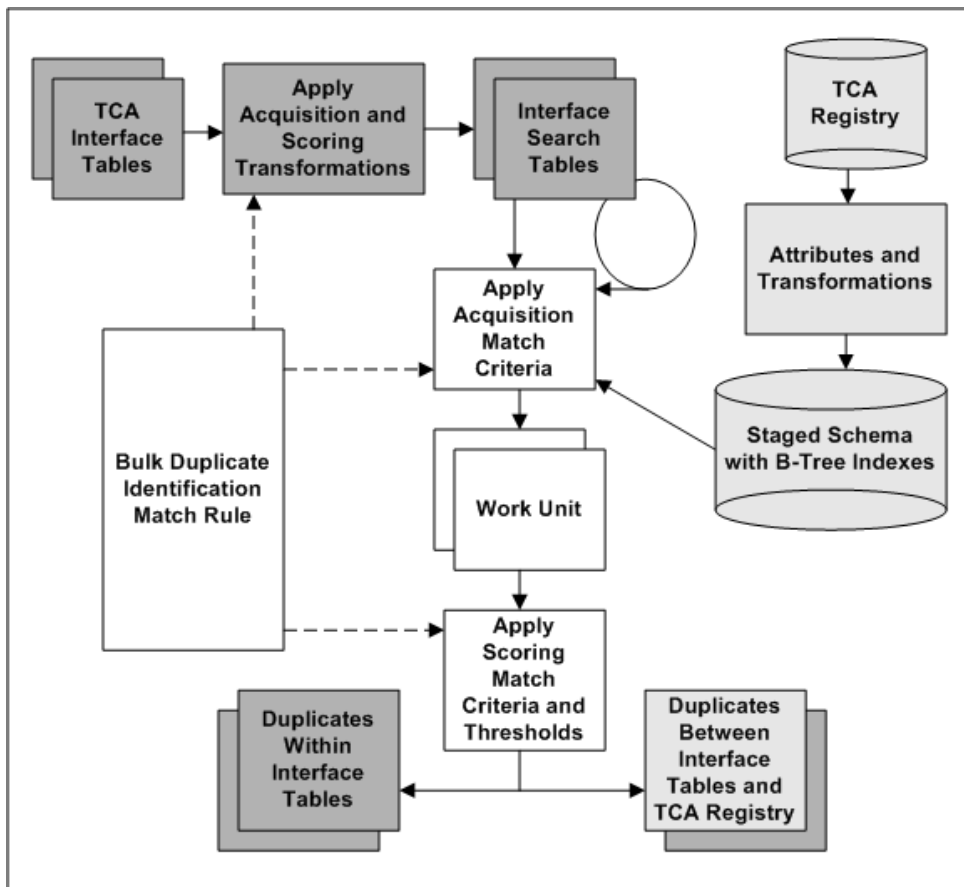 TCA
Interface
Tables
Apply
Acquisition and
Scoring
Transformations
Interface
Search
Tables
TCA
Registry
Attributes and
Transformations
Apply
Acquisition
Match
Criteria
Staged Schema
with B-Tree Indexes
Bulk Duplicate
Identification
Match Rule
Work Unit
Apply
Scoring
Match
Criteria and
Thresholds
Duplicates
Within
Interface
Tables
Duplicates
Between
Interface
Tables and
TCA Registry